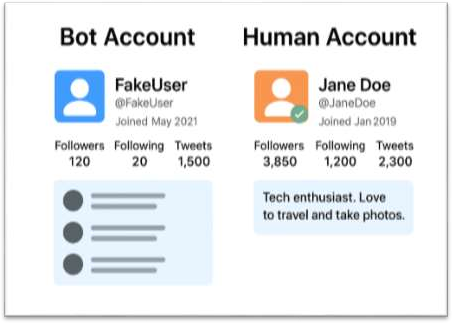 Bot Account
FakeUser
@FakeUser
Joined May 2021
Followers Following Tweets
120 20 1,500
Human Account
Jane Doe
@JaneDoe
Joined Jan 2019
Followers Following Tweets
3,850 1,200 2,300
Tech enthusiast. Love
to travel and take photos.